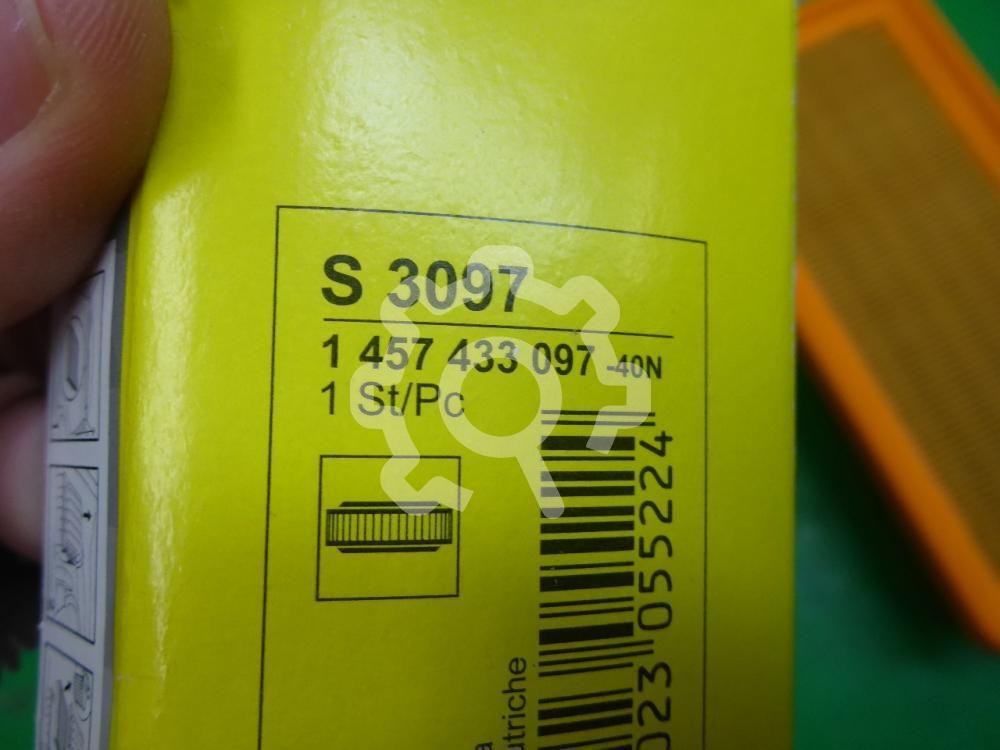 S 3097
1 457 433 097 -40N
1 St/Pc
023 055224
utriche